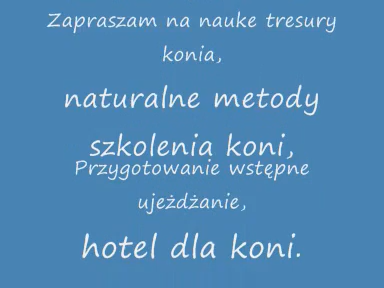 Zapraszam na nauke tresury
konia,
naturalne metody
szkolenia koni,
Przygotowanie wstępne
ujeżdżanie,
hotel dla koni.